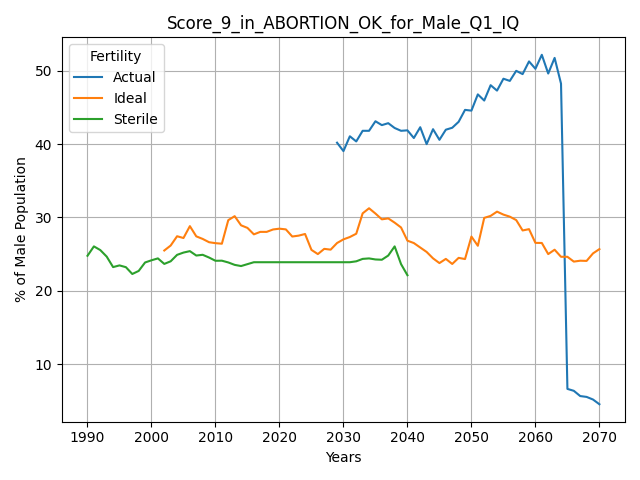 Score_9_in_ABORTION_OK_for_Male_Q1_IQ
Fertility
Actual
Ideal
Sterile
% of Male Population
50
40
30
20
10
1990 2000 2010 2020 2030 2040 2050 2060 2070
Years